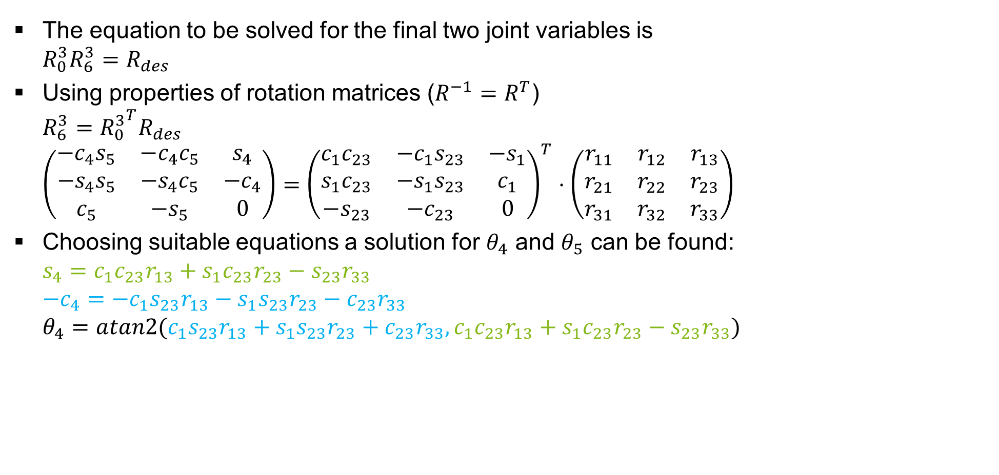 ▪ The equation to be solved for the final two joint variables is
$R_0^3 R_6^3 = R_{des}$
▪ Using properties of rotation matrices ($R^{-1} = R^T$)
$R_6^3 = {R_0^3}^T R_{des}$
$\begin{pmatrix} -c_4 s_5 & -c_4 c_5 & s_4 \\ -s_4 s_5 & -s_4 c_5 & -c_4 \\ c_5 & -s_5 & 0 \end{pmatrix} = \begin{pmatrix} c_1 c_{23} & -c_1 s_{23} & -s_1 \\ s_1 c_{23} & -s_1 s_{23} & c_1 \\ -s_{23} & -c_{23} & 0 \end{pmatrix}^T \cdot \begin{pmatrix} r_{11} & r_{12} & r_{13} \\ r_{21} & r_{22} & r_{23} \\ r_{31} & r_{32} & r_{33} \end{pmatrix}$
▪ Choosing suitable equations a solution for $\theta_4$ and $\theta_5$ can be found:
$s_4 = c_1 c_{23} r_{13} + s_1 c_{23} r_{23} - s_{23} r_{33}$
$-c_4 = -c_1 s_{23} r_{13} - s_1 s_{23} r_{23} - c_{23} r_{33}$
$\theta_4 = atan2(c_1 s_{23} r_{13} + s_1 s_{23} r_{23} + c_{23} r_{33}, c_1 c_{23} r_{13} + s_1 c_{23} r_{23} - s_{23} r_{33})$